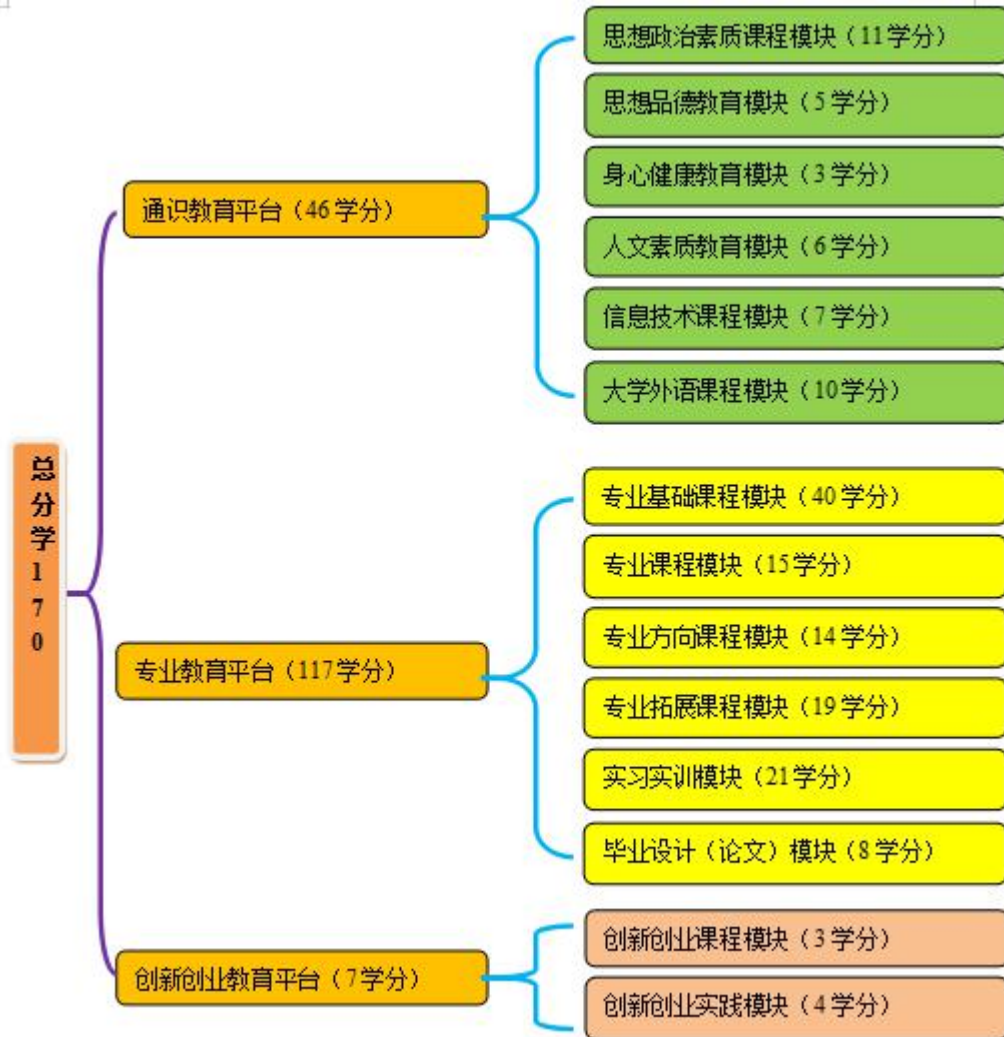 总分学170
通识教育平台（46学分）
思想政治素质课程模块（11学分）
思想品德教育模块（5学分）
身心健康教育模块（3学分）
人文素质教育模块（6学分）
信息技术课程模块（7学分）
大学外语课程模块（10学分）
专业教育平台（117学分）
专业基础课程模块（40学分）
专业课程模块（15学分）
专业方向课程模块（14学分）
专业拓展课程模块（19学分）
实习实训模块（21学分）
毕业设计（论文）模块（8学分）
创新创业教育平台（7学分）
创新创业课程模块（3学分）
创新创业实践模块（4学分）